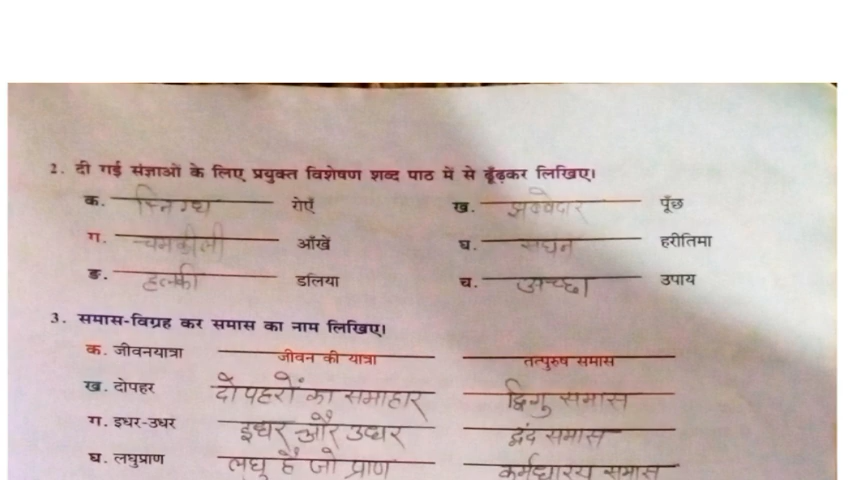 2. दी गई संज्ञाओं के लिए प्रयुक्त विशेषण शब्द पाठ में से ढूँढ़कर लिखिए।
क. स्निग्ध रोएँ ख. झब्बेदार पूँछ
ग. चमकीली आँखें घ. सघन हरीतिमा
ङ. हलकी डलिया च. अच्छा उपाय
3. समास-विग्रह कर समास का नाम लिखिए।
क. जीवनयात्रा जीवन की यात्रा तत्पुरुष समास
ख. दोपहर दो पहरों का समाहार द्विगु समास
ग. इधर-उधर इधर और उधर द्वंद समास
घ. लघुप्राण लघु है जो प्राण कर्मधारय समास